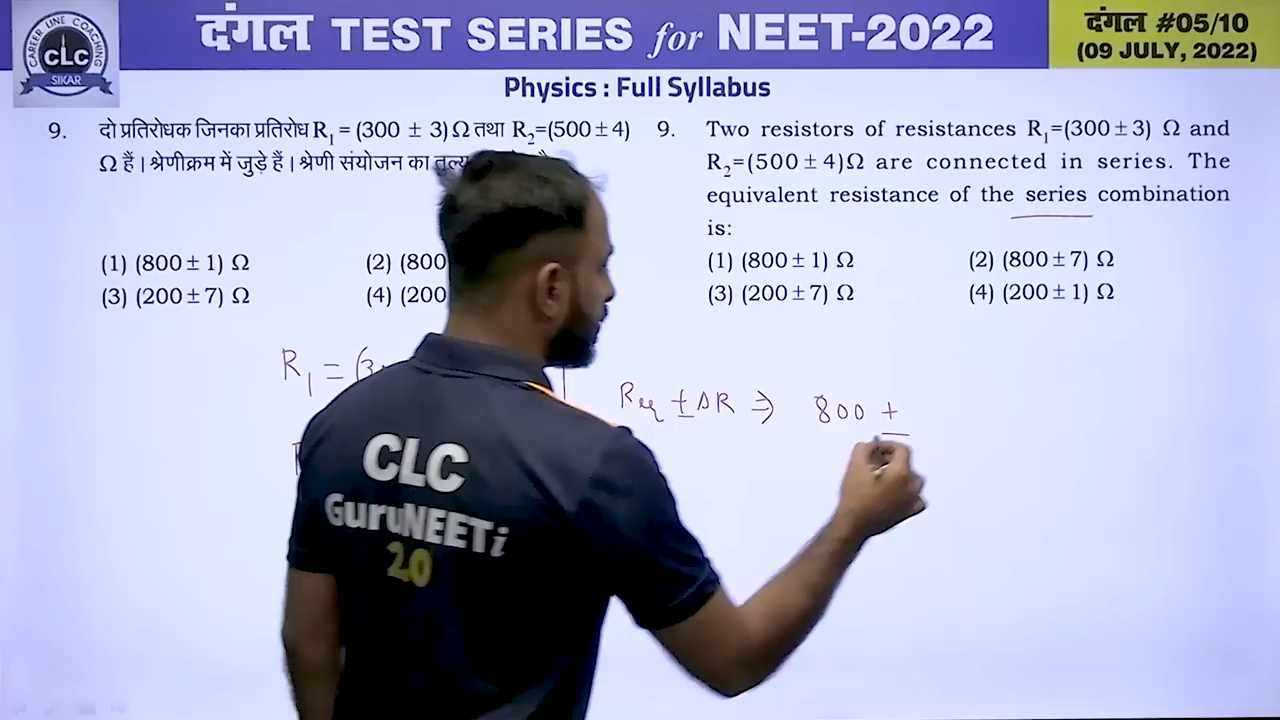 CAREER LINE COACHING
CLC
SIKAR
दंगल TEST SERIES for NEET-2022
दंगल #05/10
(09 JULY, 2022)
Physics : Full Syllabus
9. दो प्रतिरोधक जिनका प्रतिरोध R₁ = (300 ± 3) Ω तथा R₂=(500 ± 4)
Ω हैं। श्रेणीक्रम में जुड़े हैं। श्रेणी संयोजन का
(1) (800 ± 1) Ω (2) (800
(3) (200 ± 7) Ω (4) (200
9. Two resistors of resistances R₁=(300 ± 3) Ω and
R₂=(500 ± 4)Ω are connected in series. The
equivalent resistance of the series combination
is:
(1) (800 ± 1) Ω (2) (800 ± 7) Ω
(3) (200 ± 7) Ω (4) (200 ± 1) Ω
R₁ = (3
Req ± ΔR ⇒ 800 ±
CLC
GuruNEETi
2.0